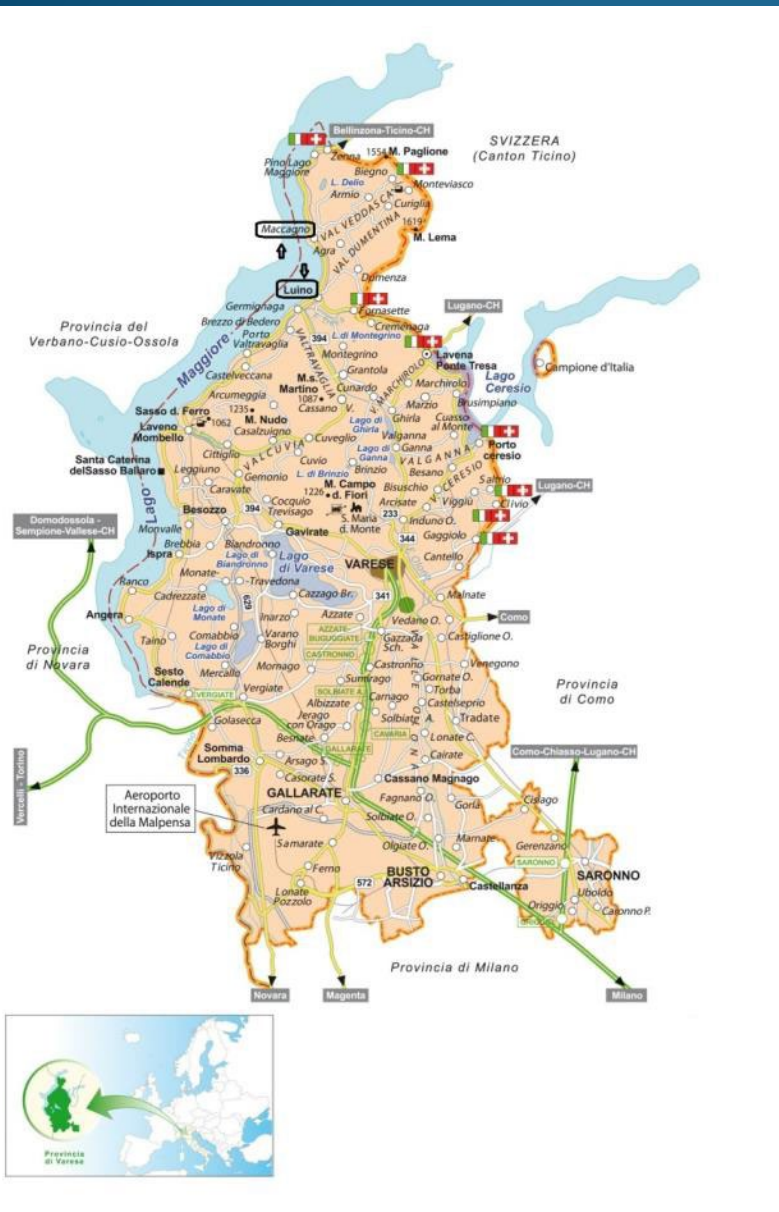 Bellinzona-Ticino-CH
SVIZZERA
(Canton Ticino)
1554 M. Paglione
Zenna
Pino Lago
Maggiore
Biegno
Monteviasco
L. Delio
Armio
Curiglia
VAL VEDDASCA
VAL DUMENTINA
1619
M. Lema
Maccagno
Agra
Dumenza
Luino
Germignaga
Fornasette
Lugano-CH
Provincia del
Verbano-Cusio-Ossola
Brezzo di Bedero
Cremenaga
Porto
Valtravaglia
394
L. di Montegrino
Montegrino
Lavena
Ponte Tresa
Campione d'Italia
Lago
Ceresio
Lago Maggiore
VALTRAVAGLIA
V. MARCHIROLO
Castelveccana
Grantola
M.s.
Martino
1087
Cunardo
Marchirolo
Arcumeggia
Cassano V.
Marzio
Brusimpiano
Sasso d. Ferro
1062
1235
M. Nudo
Lago di
Ghirla
Ghirla
Cuasso
al Monte
Laveno
Mombello
Casalzuigno
Cuveglio
Valganna
Lago di
Ganna
Ganna
Porto
ceresio
Cittiglio
VALCUVIA
Cuvio
VALGANNA
Santa Caterina
delSasso Ballaro
Leggiuno
Gemonio
L. di Brinzio
Brinzio
Besano
V. CERESIO
Saltrio
Lugano-CH
Caravate
M. Campo
d. Fiori
1226
Bisuschio
Arcisate
Viggiù
Clivio
Cocquio
Trevisago
S. Maria
d. Monte
233
Induno O.
Domodossola -
Sempione-Vallese-CH
Besozzo
394
Gavirate
344
Gaggiolo
Monvalle
Brebbia
Biandronno
Ispra
Lago di
Biandronno
Lago
di Varese
VARESE
Cantello
Ranco
Monate-
-Travedona
Cadrezzate
Cazzago Br.
341
Malnate
Angera
Lago di
Monate
629
Inarzo
Azzate
Vedano O.
Como
Taino
Comabbio
Varano
Borghi
AZZATE-
BUGUGGIATE
Gazzada
Sch.
Castiglione O.
Provincia
di Novara
Lago di
Comabbio
CASTRONNO
Sesto
Calende
Mercallo
Mornago
Castronno
Venegono
Sumirago
Gornate O.
VALLE OLONA
Provincia
di Como
VERGIATE
Vergiate
SOLBIATE A.
Albizzate
Carnago
Torba
Castelseprio
Golasecca
Jerago
con Orago
Solbiate A.
Tradate
Ticino
Besnate
CAVARIA
Lonate C.
GALLARATE
Como-Chiasso-Lugano-CH
Somma
Lombardo
336
Arsago S.
Cairate
Casorate S.
Cassano Magnago
Vercelli - Torino
Aeroporto
Internazionale
della Malpensa
GALLARATE
Fagnano O.
Gorla
Cislago
Cardano al C.
Solbiate O.
Samarate
Olgiate O.
Marnate
Gerenzano
Vizzola
Ticino
Ferno
BUSTO
ARSIZIO
SARONNO
SARONNO
572
Castellanza
Uboldo
Lonate
Pozzolo
Origgio
Caronno P.
Provincia di Milano
Novara
Magenta
Milano
Provincia
di Varese